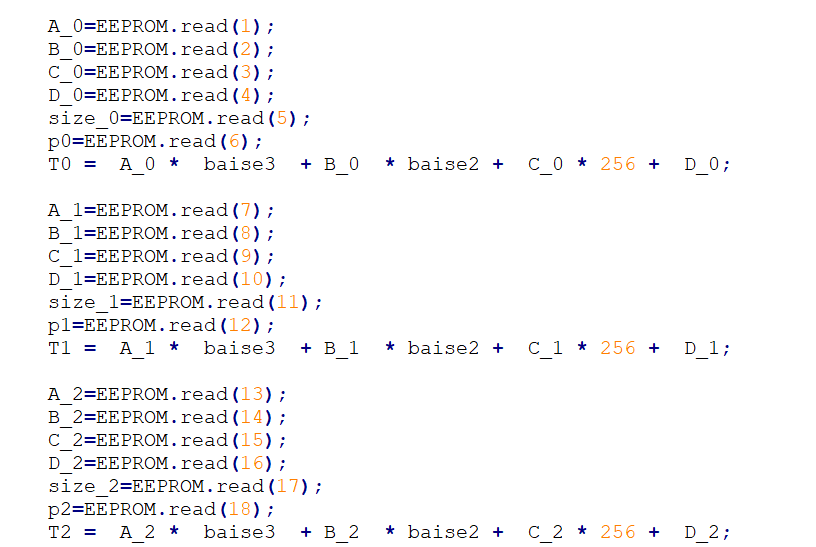 A_0=EEPROM.read(1);
B_0=EEPROM.read(2);
C_0=EEPROM.read(3);
D_0=EEPROM.read(4);
size_0=EEPROM.read(5);
p0=EEPROM.read(6);
T0 =  A_0 *  baise3  + B_0  * baise2 +  C_0 * 256 +  D_0;
A_1=EEPROM.read(7);
B_1=EEPROM.read(8);
C_1=EEPROM.read(9);
D_1=EEPROM.read(10);
size_1=EEPROM.read(11);
p1=EEPROM.read(12);
T1 =  A_1 *  baise3  + B_1  * baise2 +  C_1 * 256 +  D_1;
A_2=EEPROM.read(13);
B_2=EEPROM.read(14);
C_2=EEPROM.read(15);
D_2=EEPROM.read(16);
size_2=EEPROM.read(17);
p2=EEPROM.read(18);
T2 =  A_2 *  baise3  + B_2  * baise2 +  C_2 * 256 +  D_2;